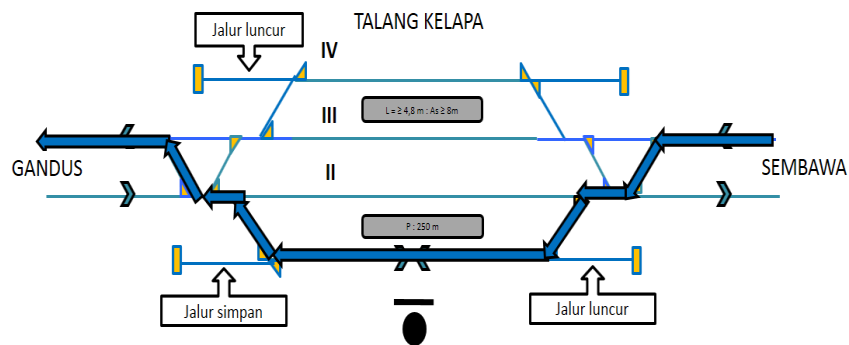 TALANG KELAPA
Jalur luncur
IV
L = ≥ 4,8 m : As ≥ 8m
III
GANDUS
SEMBAWA
II
P : 250 m
Jalur simpan
Jalur luncur